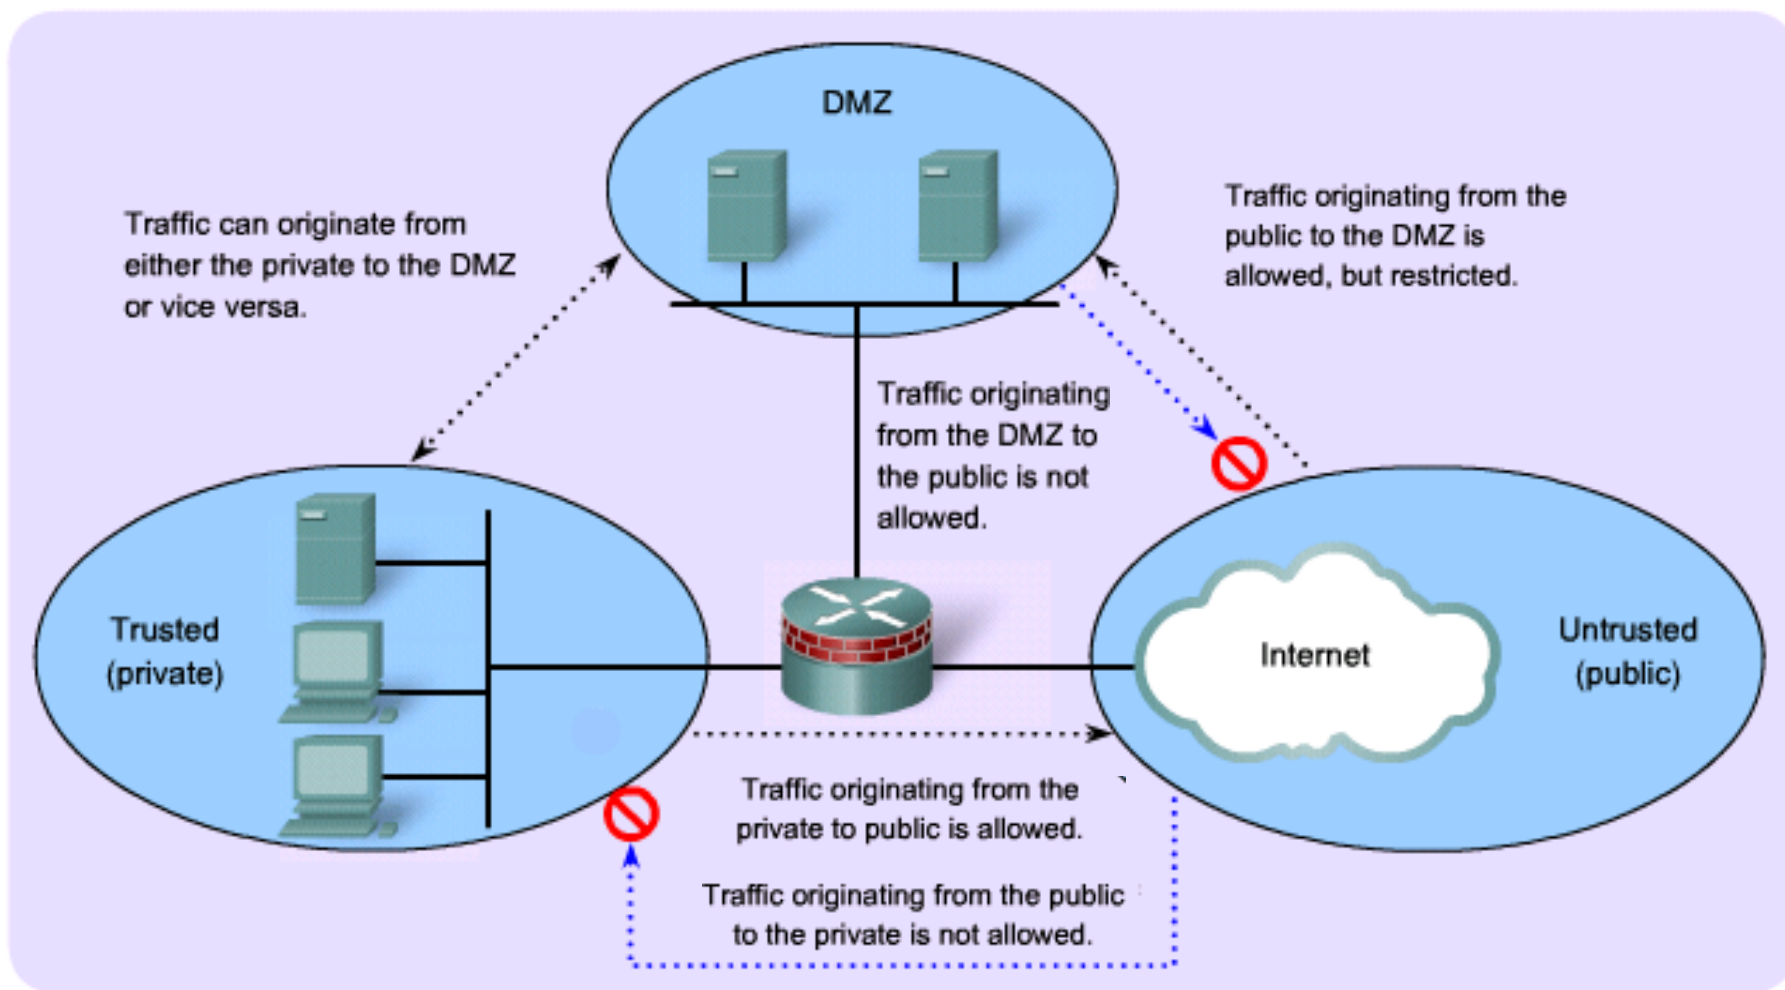 DMZ
Traffic can originate from
either the private to the DMZ
or vice versa.
Traffic originating from the
public to the DMZ is
allowed, but restricted.
Traffic originating
from the DMZ to
the public is not
allowed.
Trusted
(private)
Internet
Untrusted
(public)
Traffic originating from the
private to public is allowed.
Traffic originating from the public
to the private is not allowed.